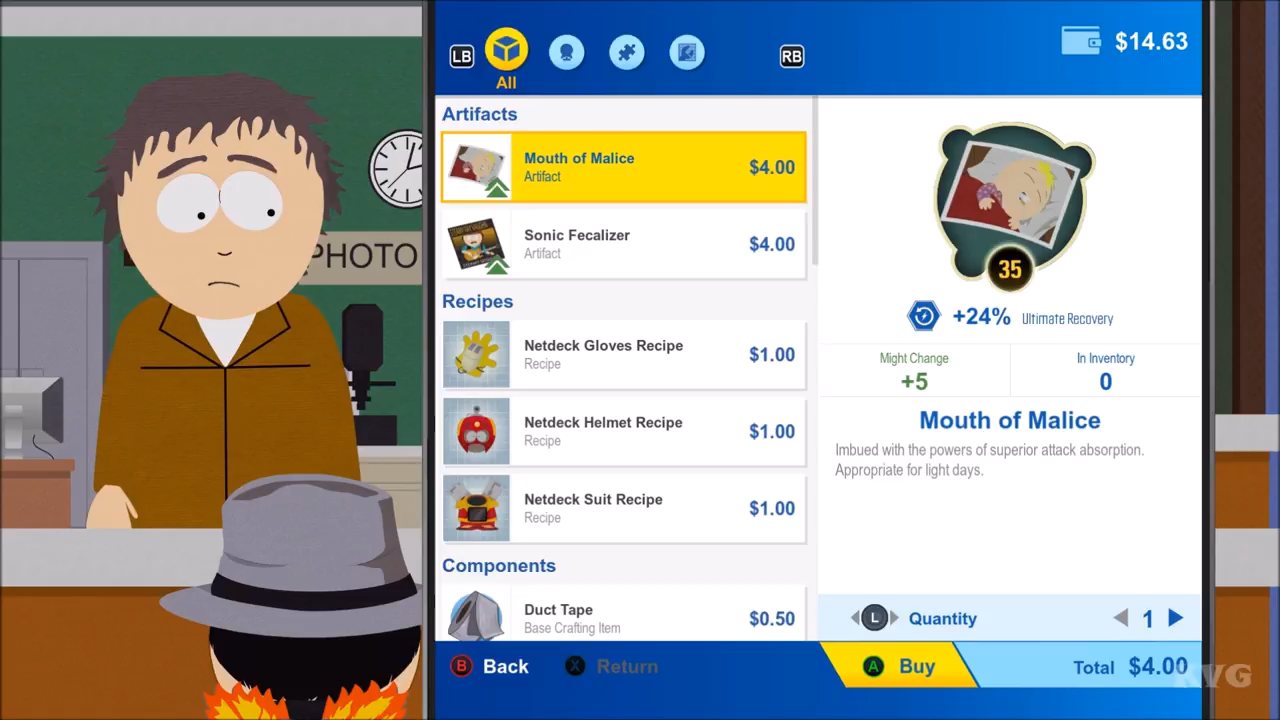 LB
All
RB
$14.63
Artifacts
Mouth of Malice
Artifact
$4.00
Sonic Fecalizer
Artifact
$4.00
Recipes
Netdeck Gloves Recipe
Recipe
$1.00
Netdeck Helmet Recipe
Recipe
$1.00
Netdeck Suit Recipe
Recipe
$1.00
Components
Duct Tape
Base Crafting Item
$0.50
B Back
X Return
35
+24% Ultimate Recovery
Might Change
+5
In Inventory
0
Mouth of Malice
Imbued with the powers of superior attack absorption.
Appropriate for light days.
L Quantity
1
A Buy
Total $4.00
PHOTO
KVG